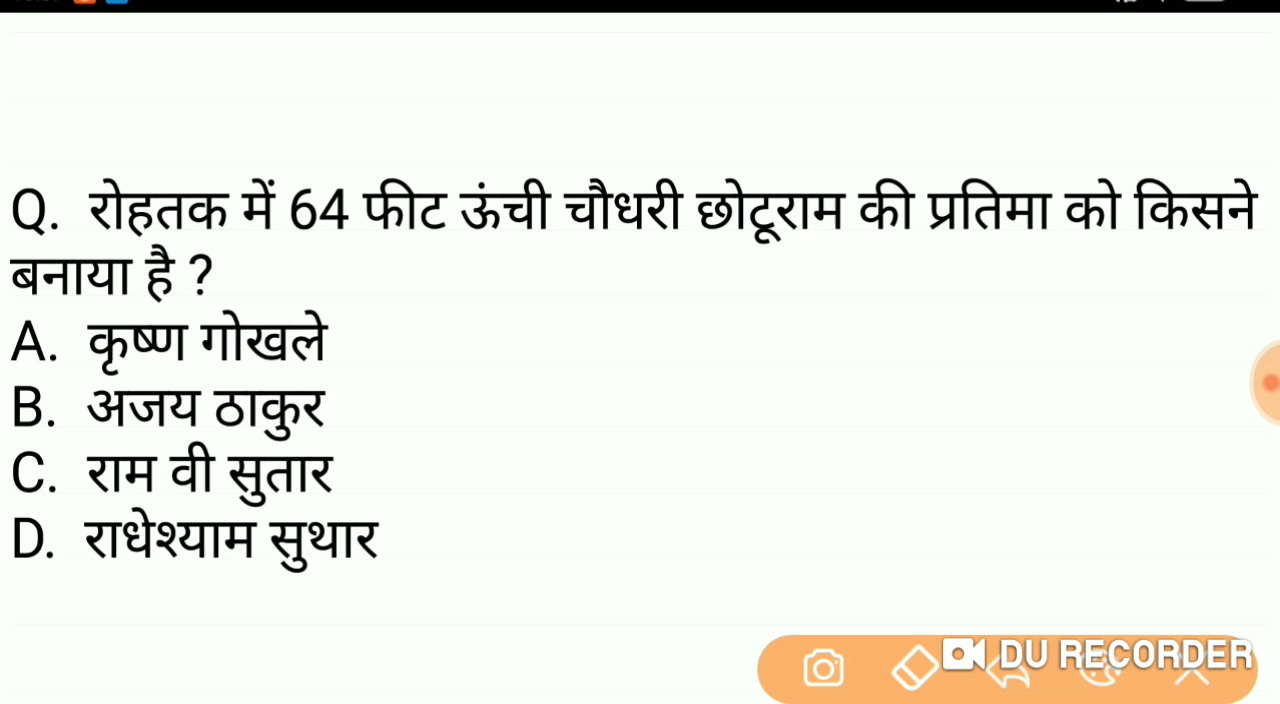 Q. रोहतक में 64 फीट ऊंची चौधरी छोटूराम की प्रतिमा को किसने
बनाया है ?
A. कृष्ण गोखले
B. अजय ठाकुर
C. राम वी सुतार
D. राधेश्याम सुथार
DU RECORDER